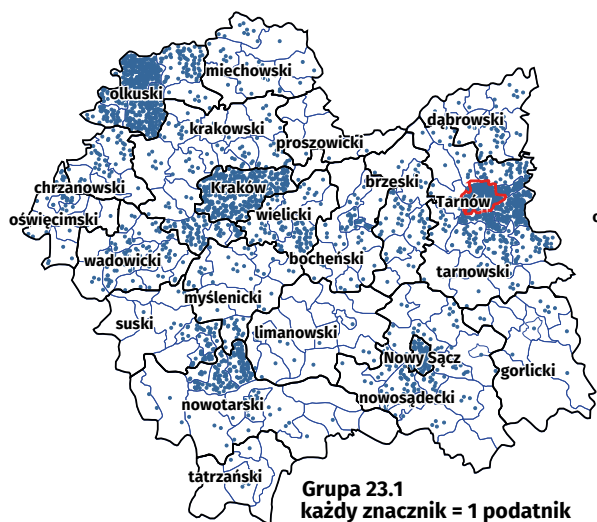 miechowski
olkuski
dąbrowski
krakowski
proszowicki
brzeski
chrzanowski
Kraków
Tarnów
oświęcimski
wielicki
wadowicki
bocheński
tarnowski
myślenicki
suski
limanowski
Nowy Sącz
gorlicki
nowotarski
nowosądecki
tatrzański
Grupa 23.1
każdy znacznik = 1 podatnik